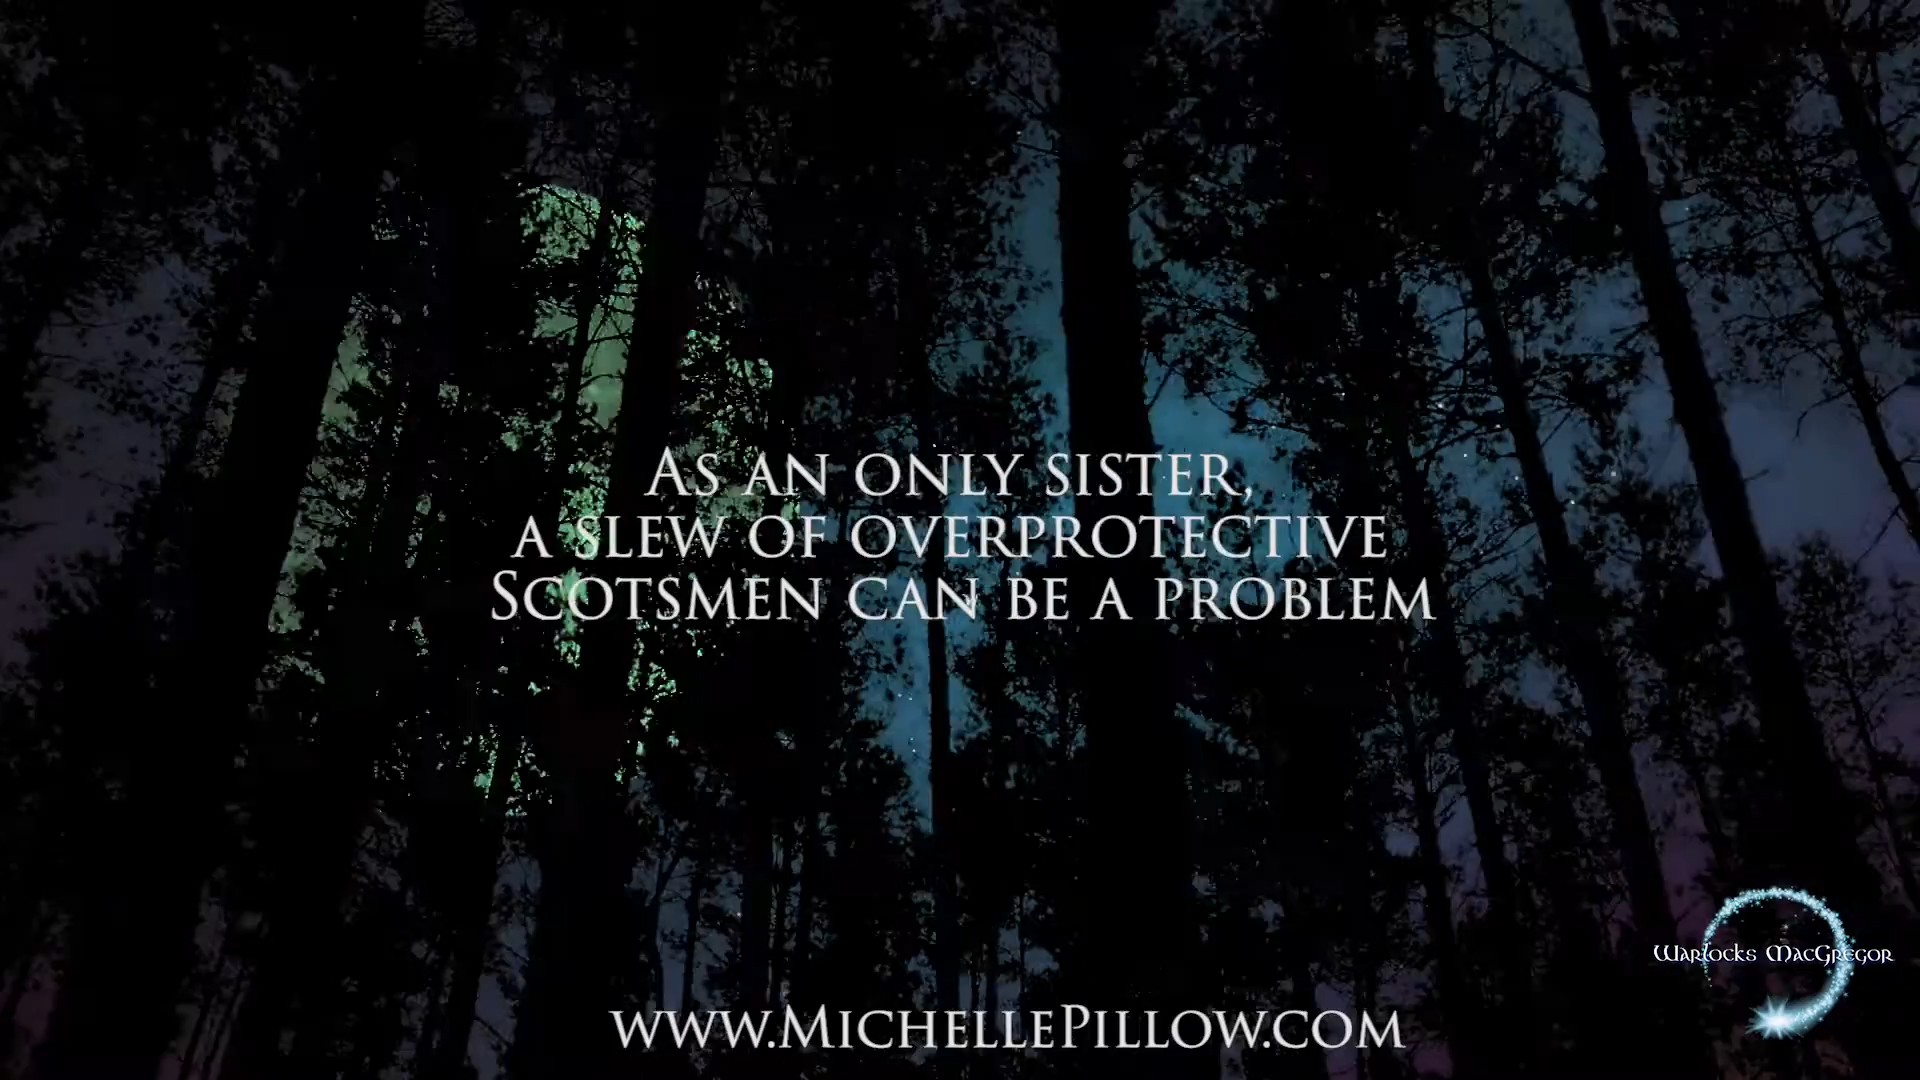 As an only sister,
a slew of overprotective
Scotsmen can be a problem
Warlocks MacGregor
www.MichellePillow.com